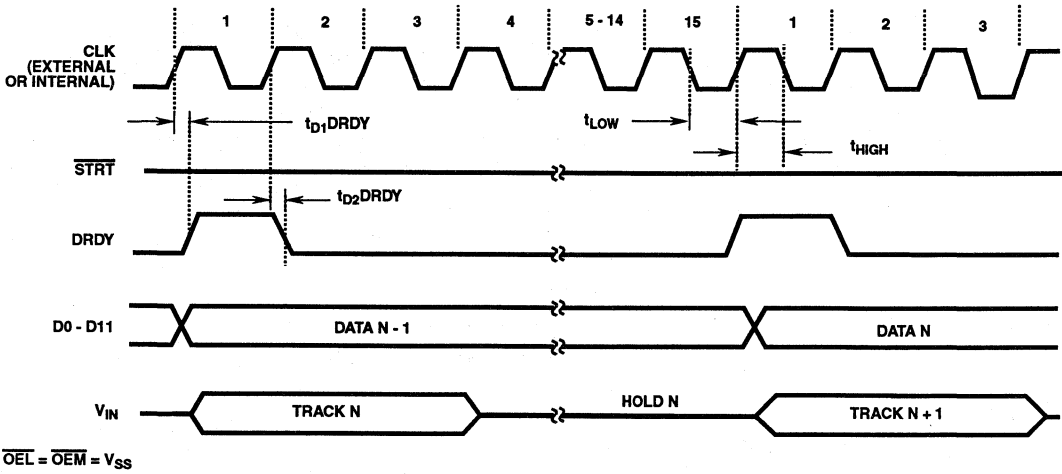 1 2 3 4 5 - 14 15 1 2 3
CLK
(EXTERNAL
OR INTERNAL)
tD1DRDY
tLOW
tHIGH
STRT
tD2DRDY
DRDY
D0 - D11
DATA N - 1
DATA N
VIN
TRACK N
HOLD N
TRACK N + 1
OEL = OEM = VSS